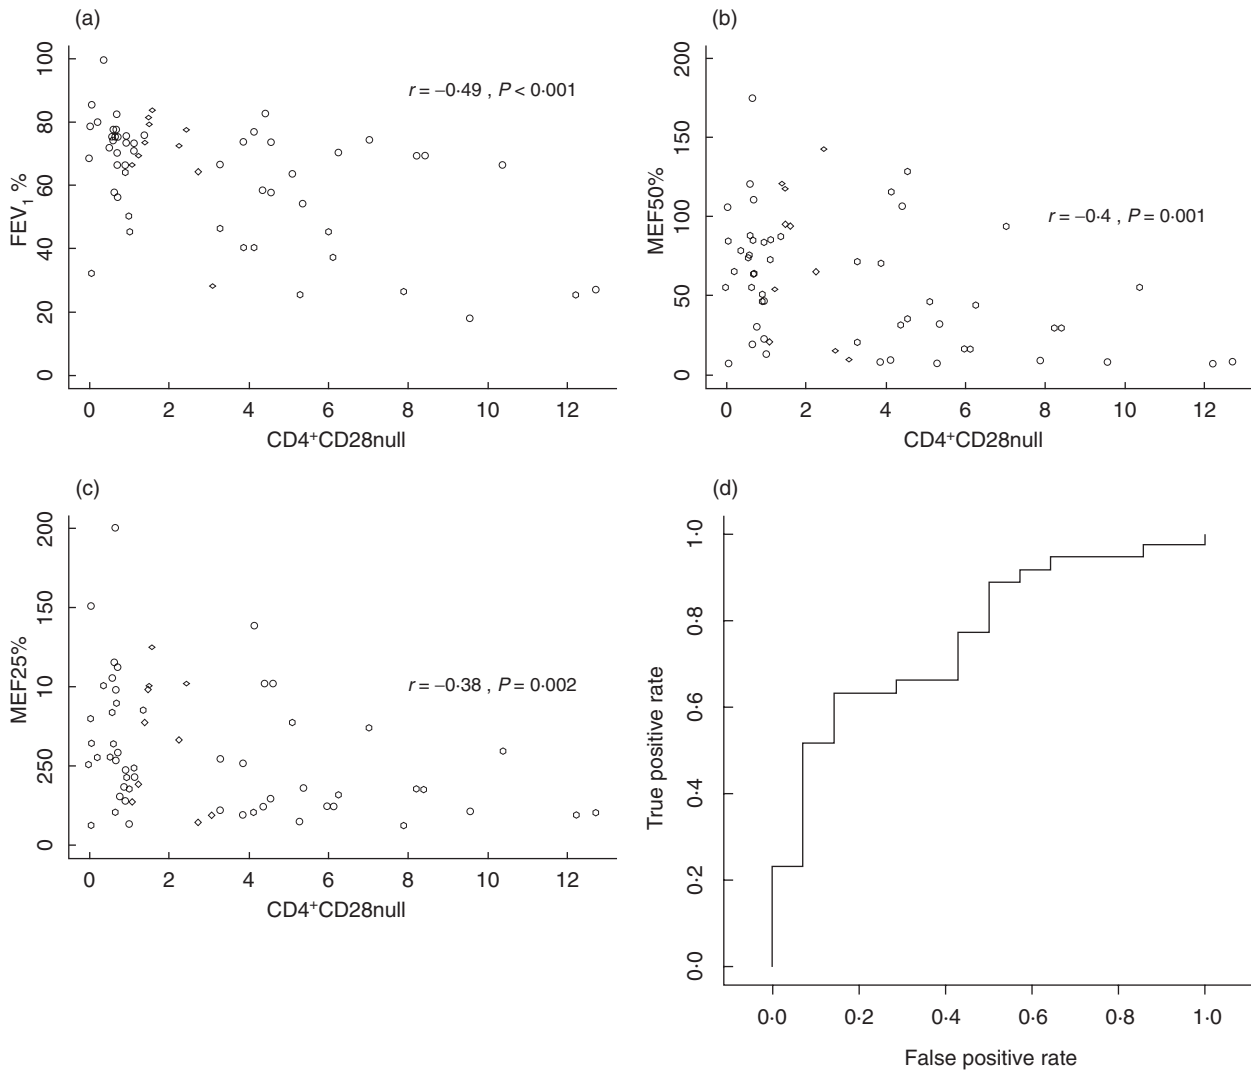 (a)
100
80
60
40
20
0
FEV1 %
r = −0·49 , P < 0·001
0 2 4 6 8 10 12
CD4+CD28null
(b)
200
150
100
50
0
MEF50%
r = −0·4 , P = 0·001
0 2 4 6 8 10 12
CD4+CD28null
(c)
200
150
10
250
0
MEF25%
r = −0·38 , P = 0·002
0 2 4 6 8 10 12
CD4+CD28null
(d)
1·0
0·8
0·6
0·4
0·2
0·0
True positive rate
0·0 0·2 0·4 0·6 0·8 1·0
False positive rate